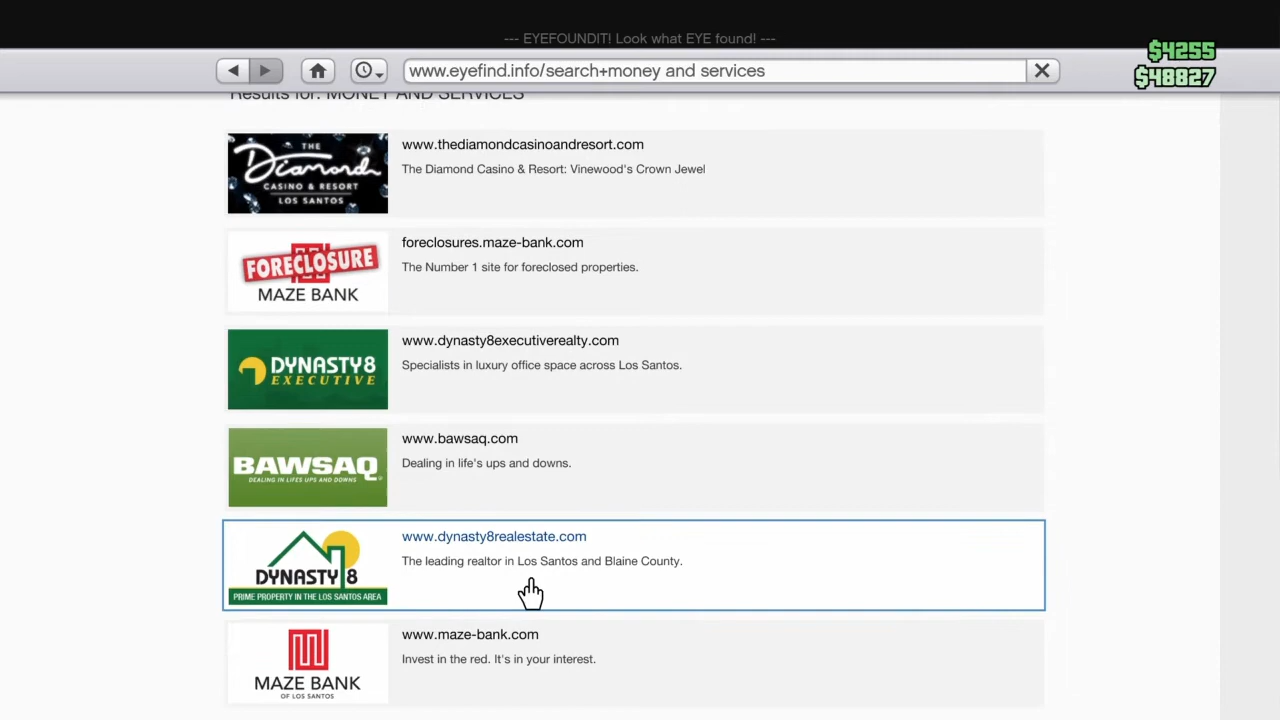 --- EYEFOUNDIT! Look what EYE found! ---
$4255
www.eyefind.info/search+money and services
$48827
Results for: MONEY AND SERVICES
THE
Diamond
CASINO & RESORT
LOS SANTOS
www.thediamondcasinoandresort.com
The Diamond Casino & Resort: Vinewood's Crown Jewel
FORECLOSURE
MAZE BANK
foreclosures.maze-bank.com
The Number 1 site for foreclosed properties.
DYNASTY8
EXECUTIVE
www.dynasty8executiverealty.com
Specialists in luxury office space across Los Santos.
BAWSAQ
DEALING IN LIFES UPS AND DOWNS
www.bawsaq.com
Dealing in life's ups and downs.
DYNASTY 8
PRIME PROPERTY IN THE LOS SANTOS AREA
www.dynasty8realestate.com
The leading realtor in Los Santos and Blaine County.
MAZE BANK
OF LOS SANTOS
www.maze-bank.com
Invest in the red. It's in your interest.